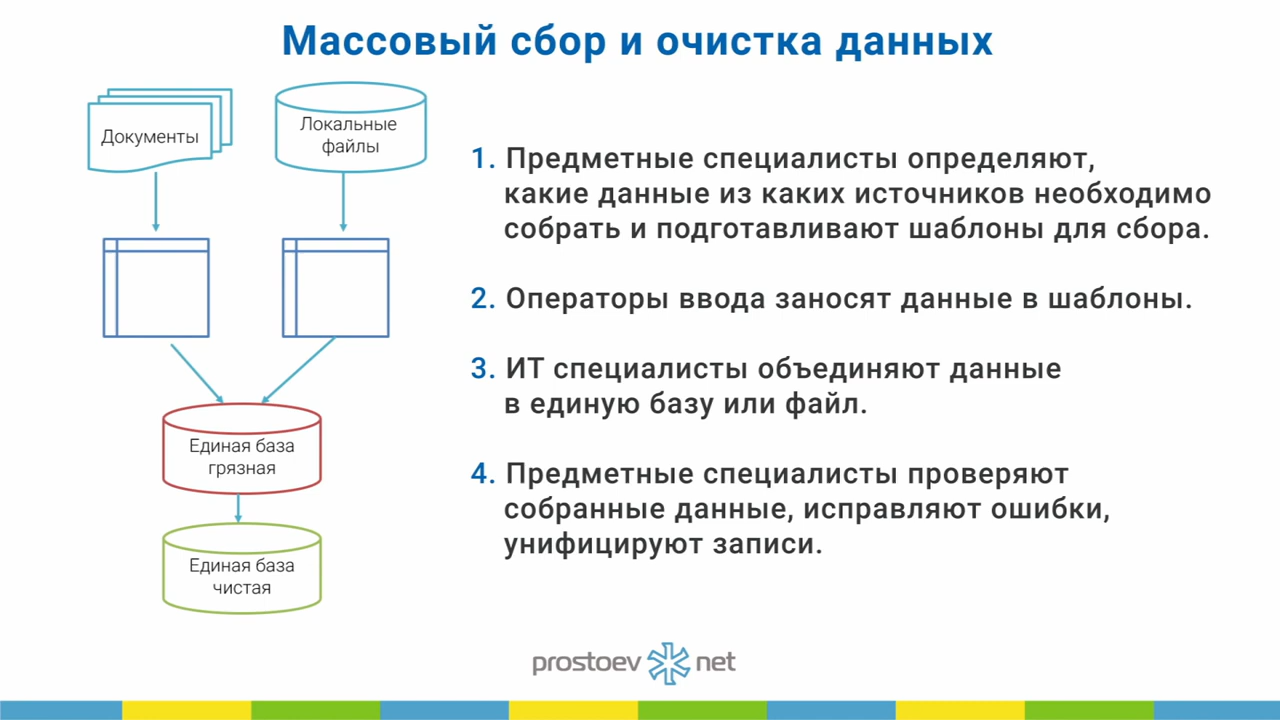 Массовый сбор и очистка данных
Документы
Локальные
файлы
Единая база
грязная
Единая база
чистая
1. Предметные специалисты определяют,
какие данные из каких источников необходимо
собрать и подготавливают шаблоны для сбора.
2. Операторы ввода заносят данные в шаблоны.
3. ИТ специалисты объединяют данные
в единую базу или файл.
4. Предметные специалисты проверяют
собранные данные, исправляют ошибки,
унифицируют записи.
prostoev net